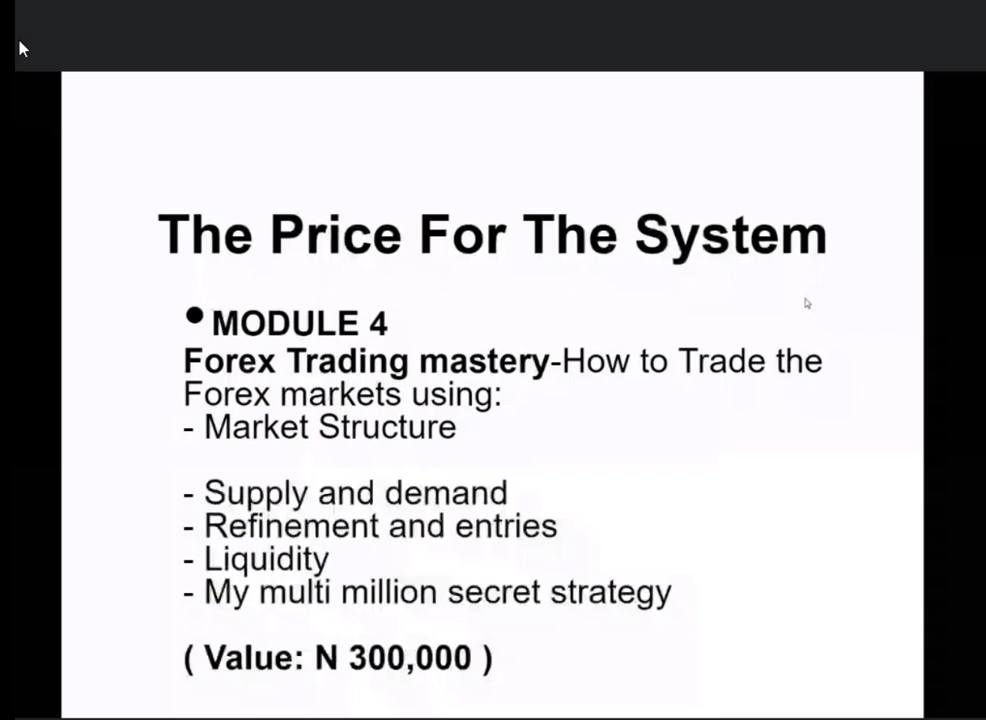 The Price For The System
• MODULE 4
Forex Trading mastery-How to Trade the
Forex markets using:
- Market Structure
- Supply and demand
- Refinement and entries
- Liquidity
- My multi million secret strategy
( Value: N 300,000 )